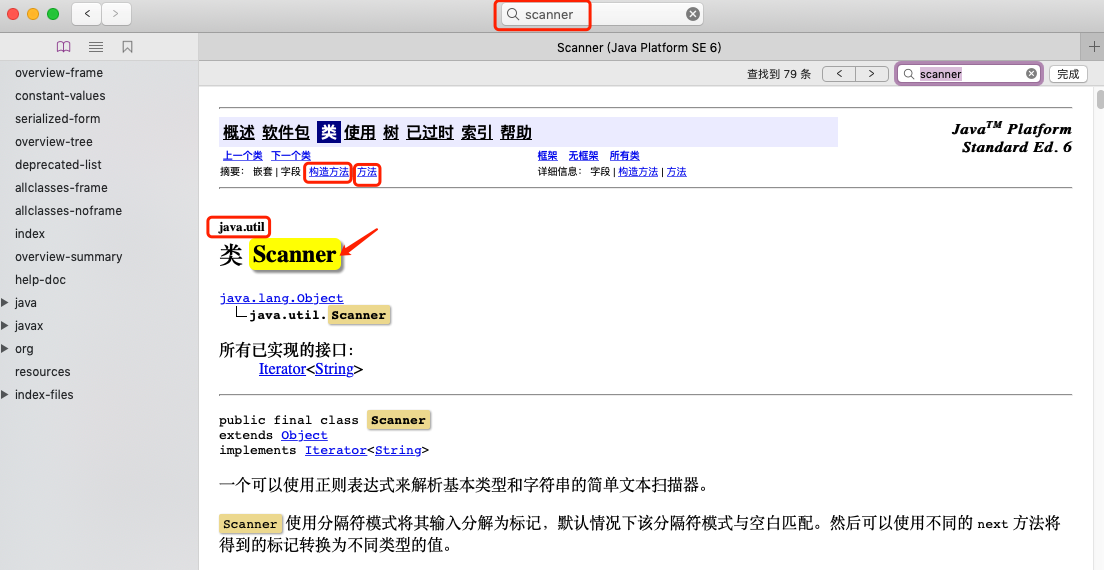 scanner
Scanner (Java Platform SE 6)
查找到 79 条
scanner
完成
overview-frame
constant-values
serialized-form
overview-tree
deprecated-list
allclasses-frame
allclasses-noframe
index
overview-summary
help-doc
java
javax
org
resources
index-files
概述 软件包 类 使用 树 已过时 索引 帮助
Java™ Platform
Standard Ed. 6
上一个类 下一个类
框架 无框架 所有类
摘要： 嵌套 | 字段 | 构造方法 | 方法
详细信息： 字段 | 构造方法 | 方法
java.util
类 Scanner
java.lang.Object
java.util.Scanner
所有已实现的接口：
Iterator<String>
public final class Scanner
extends Object
implements Iterator<String>
一个可以使用正则表达式来解析基本类型和字符串的简单文本扫描器。
Scanner 使用分隔符模式将其输入分解为标记，默认情况下该分隔符模式与空白匹配。然后可以使用不同的 next 方法将
得到的标记转换为不同类型的值。